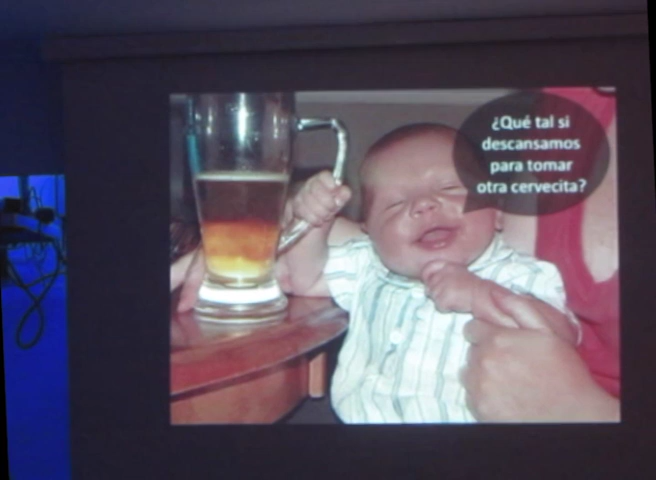 ¿Qué tal si
descansamos
para tomar
otra cervecita?